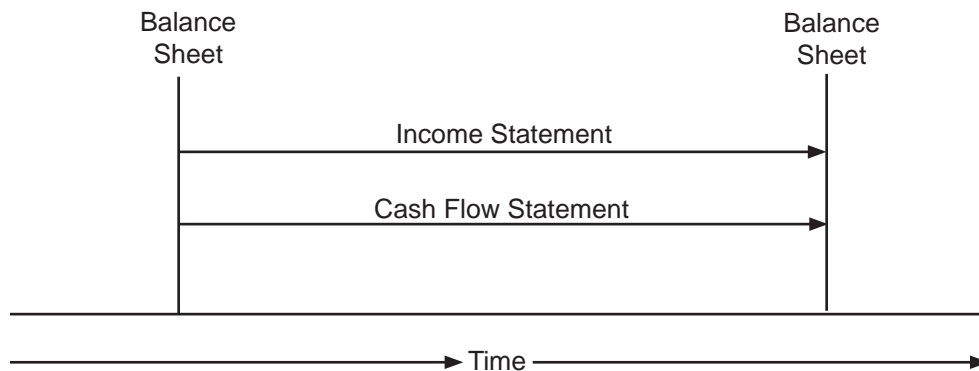 Balance
Sheet
Balance
Sheet
Income Statement
Cash Flow Statement
Time